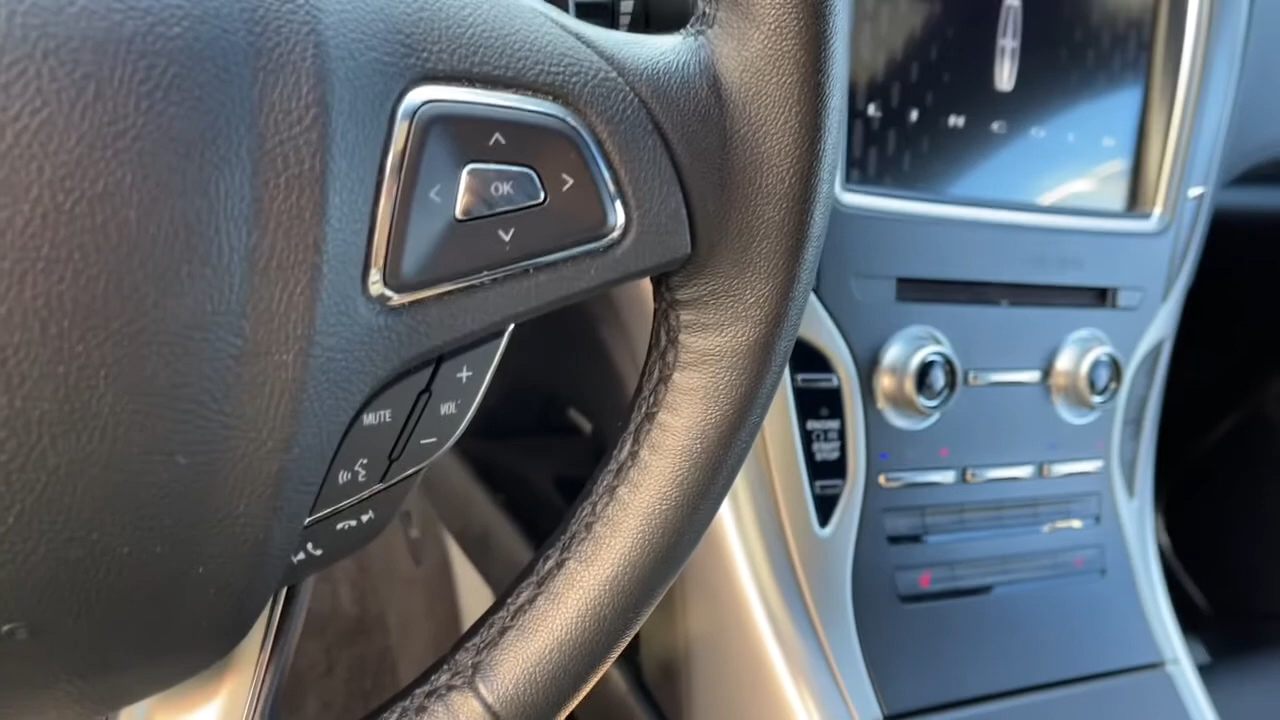 OK
MUTE
VOL
+
−
L I N C O L N
ENGINE
START
STOP